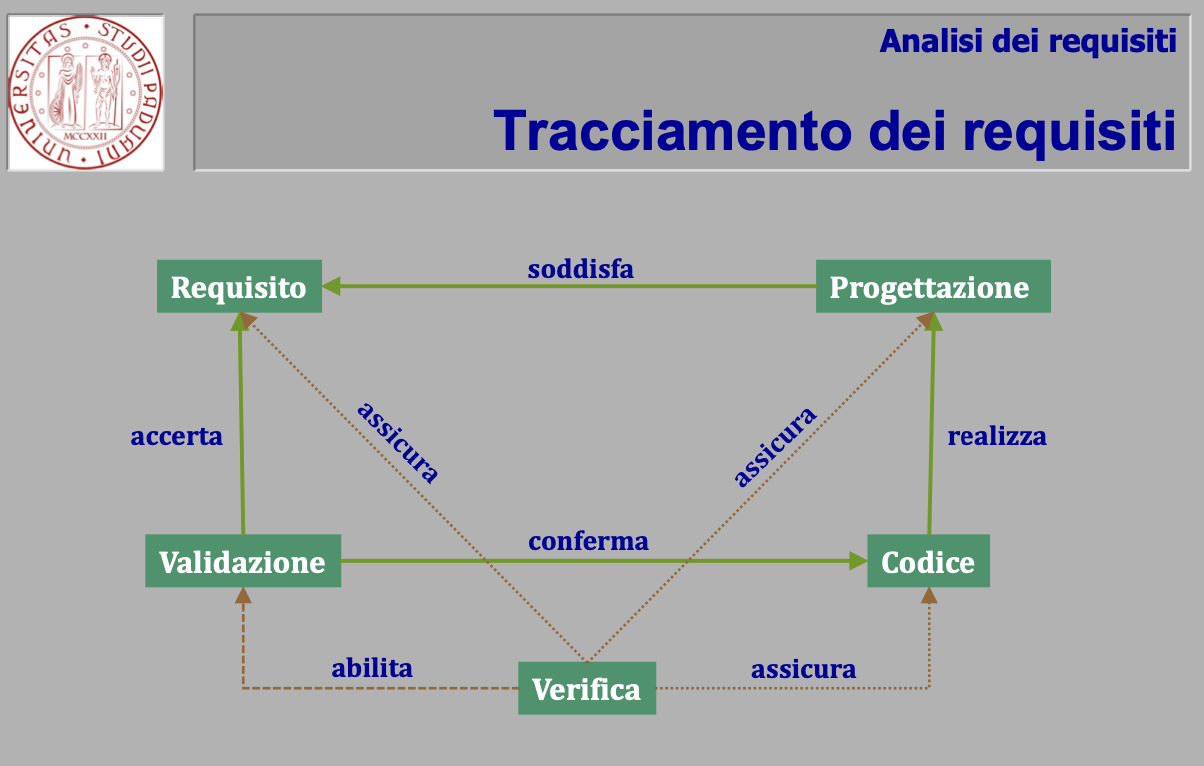 UNIVERSITAS STUDII PADUANI
MCCXXII
Analisi dei requisiti
Tracciamento dei requisiti
Requisito
soddisfa
Progettazione
accerta
assicura
assicura
realizza
Validazione
conferma
Codice
abilita
Verifica
assicura